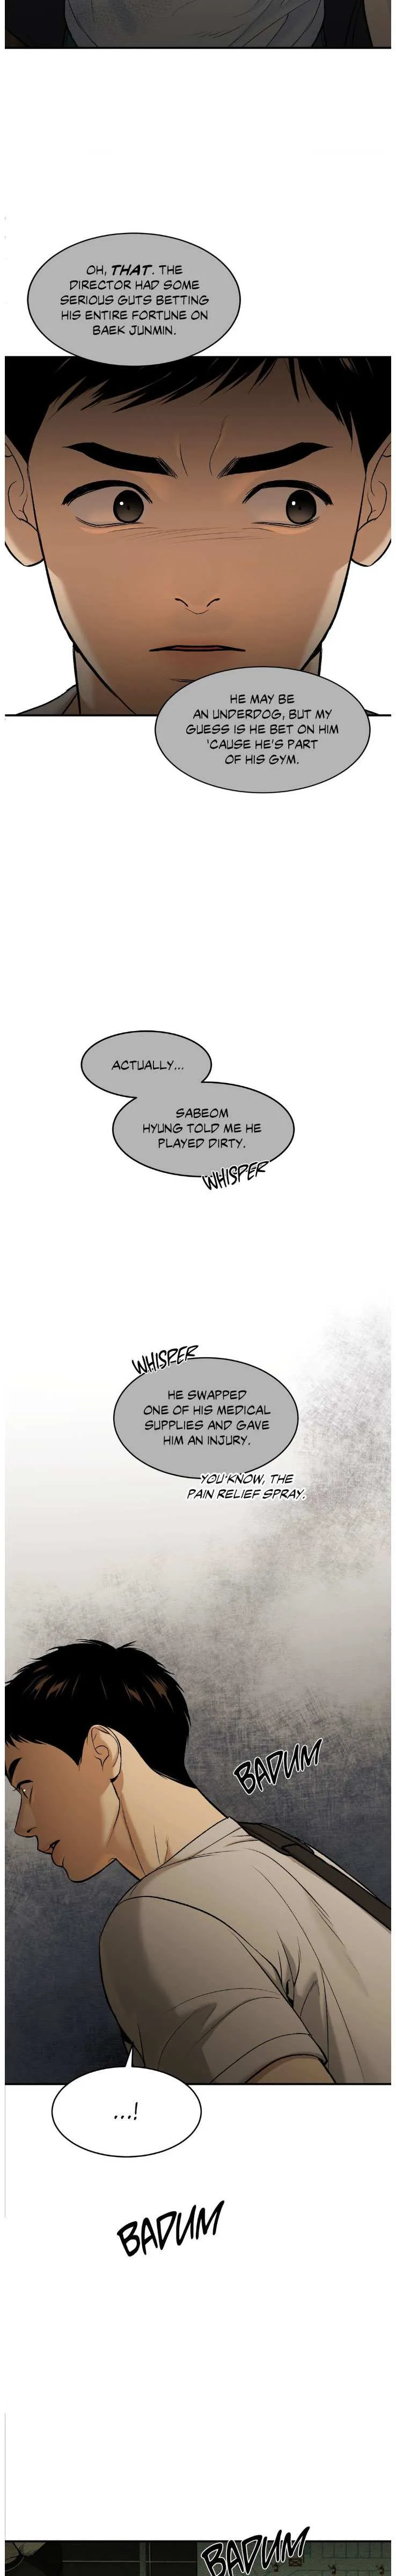 OH, THAT. THE
DIRECTOR HAD SOME
SERIOUS GUTS BETTING
HIS ENTIRE FORTUNE ON
BAEK JUNMIN.
HE MAY BE
AN UNDERDOG, BUT MY
GUESS IS HE BET ON HIM
'CAUSE HE'S PART
OF HIS GYM.
ACTUALLY...
SABEOM
HYUNG TOLD ME HE
PLAYED DIRTY.
WHISPER
WHISPER
HE SWAPPED
ONE OF HIS MEDICAL
SUPPLIES AND GAVE
HIM AN INJURY.
YOU KNOW, THE
PAIN RELIEF SPRAY.
BADUM
...!
BADUM
BADUM